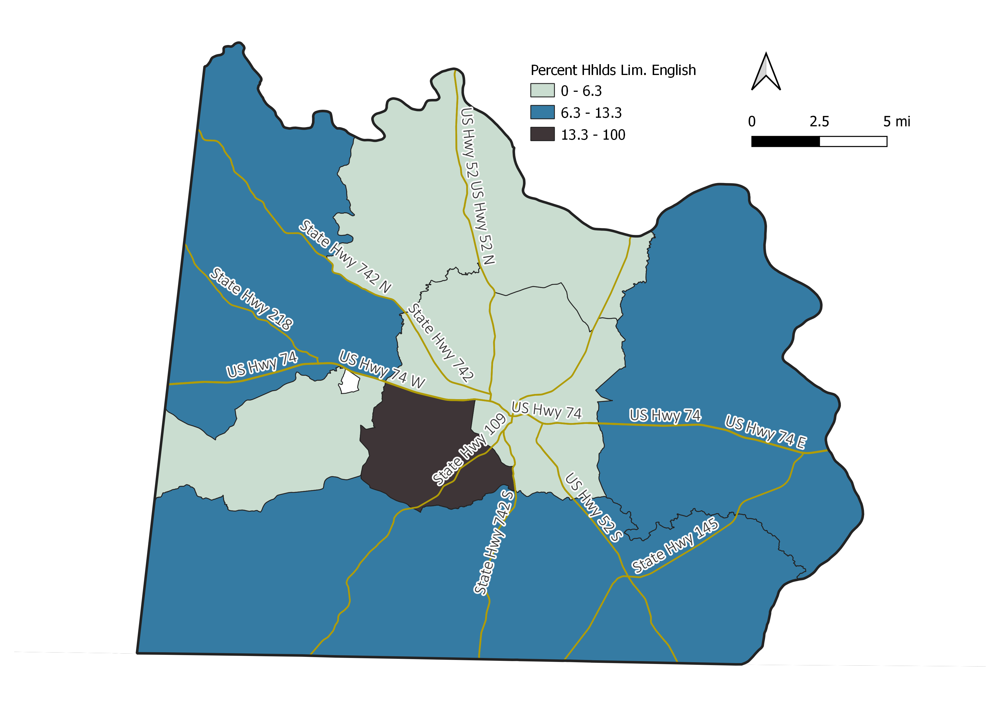 Percent Hhlds Lim. English
0 - 6.3
6.3 - 13.3
13.3 - 100
0 2.5 5 mi
US Hwy 52 US Hwy 52 N
State Hwy 742 N
State Hwy 218
State Hwy 742
US Hwy 74
US Hwy 74 W
US Hwy 74
US Hwy 74
US Hwy 74 E
State Hwy 109
US Hwy 52 S
State Hwy 742 S
State Hwy 145